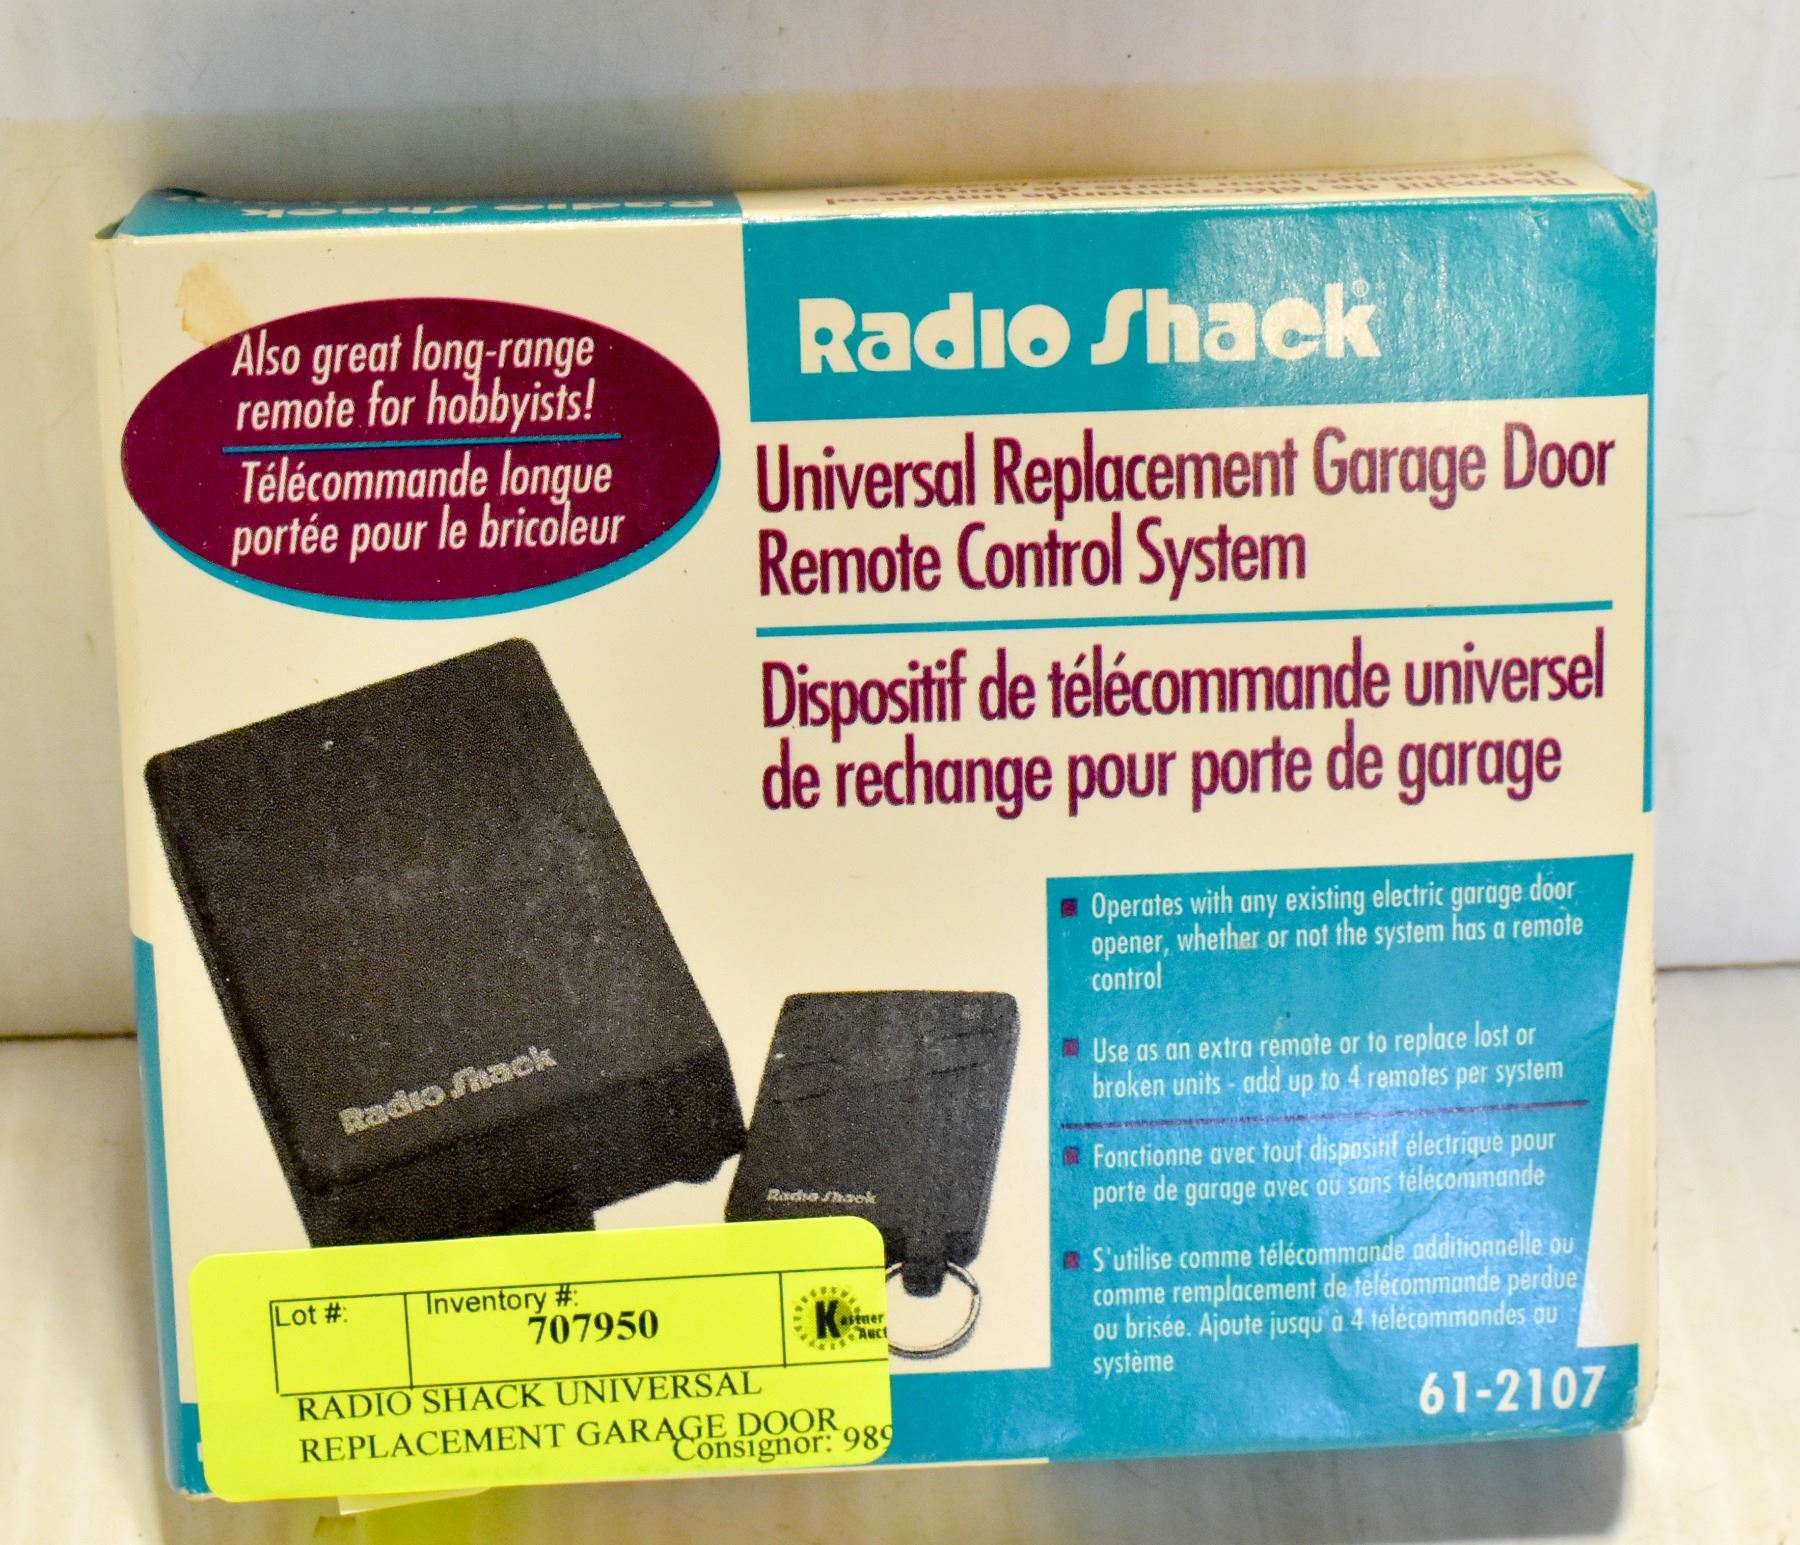 Radio Shack
Also great long-range
remote for hobbyists!
Télécommande longue
portée pour le bricoleur
Radio Shack®
Universal Replacement Garage Door
Remote Control System
Dispositif de télécommande universel
de rechange pour porte de garage
Radio Shack
Radio Shack
Operates with any existing electric garage door
opener, whether or not the system has a remote
control
Use as an extra remote or to replace lost or
broken units - add up to 4 remotes per system
Fonctionne avec tout dispositif électrique pour
porte de garage avec ou sans télécommande
S'utilise comme télécommande additionnelle ou
comme remplacement de télécommande perdue
ou brisée. Ajoute jusqu'à 4 télécommandes au
système
61-2107
Lot #:
Inventory #:
707950
Kastner
Auct
RADIO SHACK UNIVERSAL
REPLACEMENT GARAGE DOOR
Consignor: 989